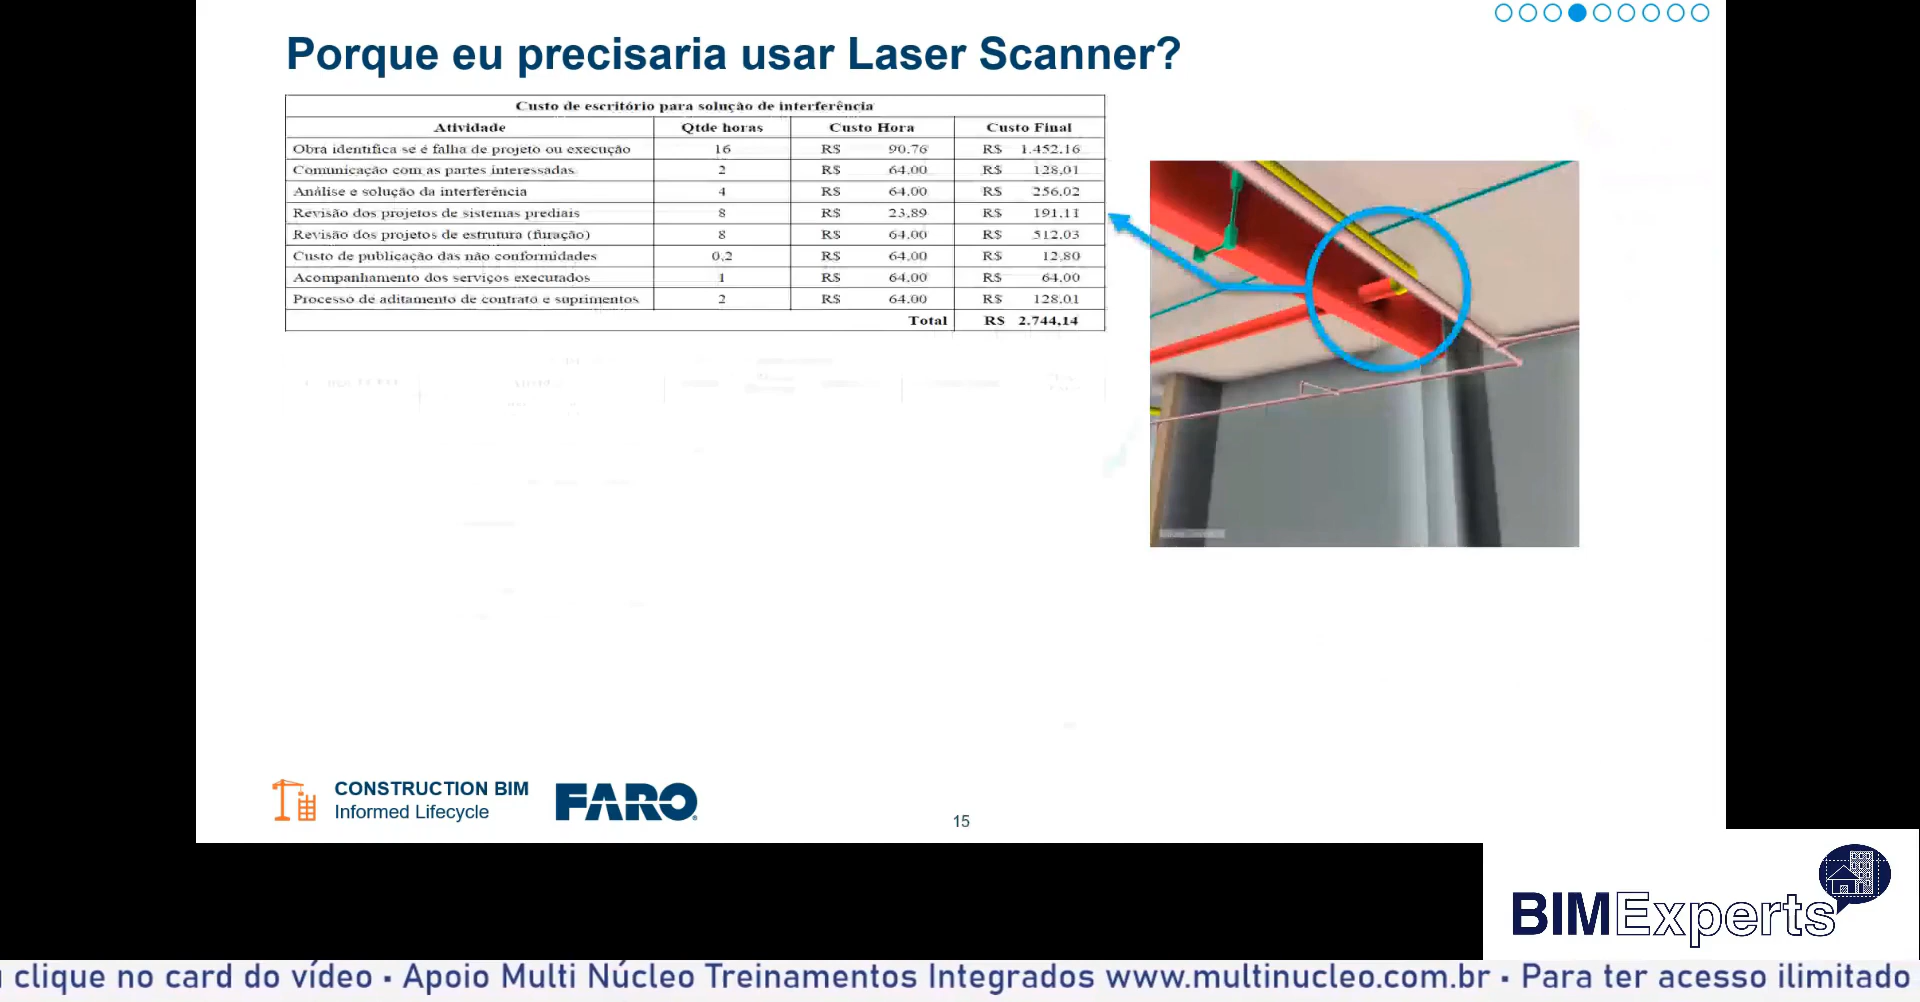 Porque eu precisaria usar Laser Scanner?
Custo de escritório para solução de interferência
Atividade Qtde horas Custo Hora Custo Final
Obra identifica se é falha de projeto ou execução 16 R$ 90,76 R$ 1.452,16
Comunicação com as partes interessadas 2 R$ 64,00 R$ 128,01
Análise e solução da interferência 4 R$ 64,00 R$ 256,02
Revisão dos projetos de sistemas prediais 8 R$ 23,89 R$ 191,11
Revisão dos projetos de estrutura (furação) 8 R$ 64,00 R$ 512,03
Custo de publicação das não conformidades 0,2 R$ 64,00 R$ 12,80
Acompanhamento dos serviços executados 1 R$ 64,00 R$ 64,00
Processo de aditamento de contrato e suprimentos 2 R$ 64,00 R$ 128,01
Total R$ 2.744,14
CONSTRUCTION BIM
Informed Lifecycle
FARO
15
BIMExperts
clique no card do vídeo • Apoio Multi Núcleo Treinamentos Integrados www.multinucleo.com.br • Para ter acesso ilimitado